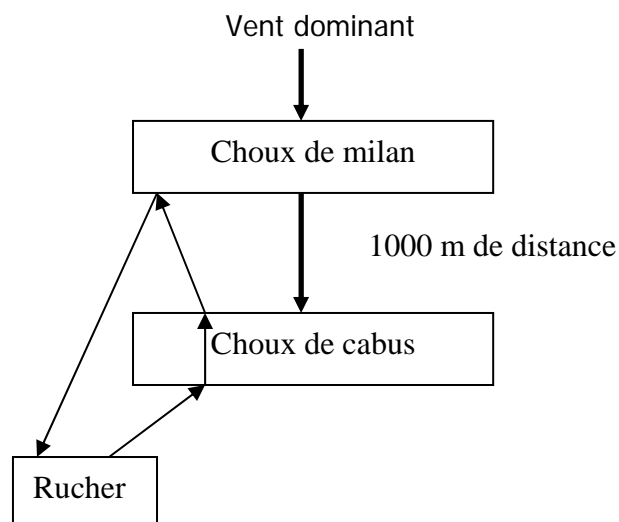 Vent dominant
Choux de milan
1000 m de distance
Choux de cabus
Rucher